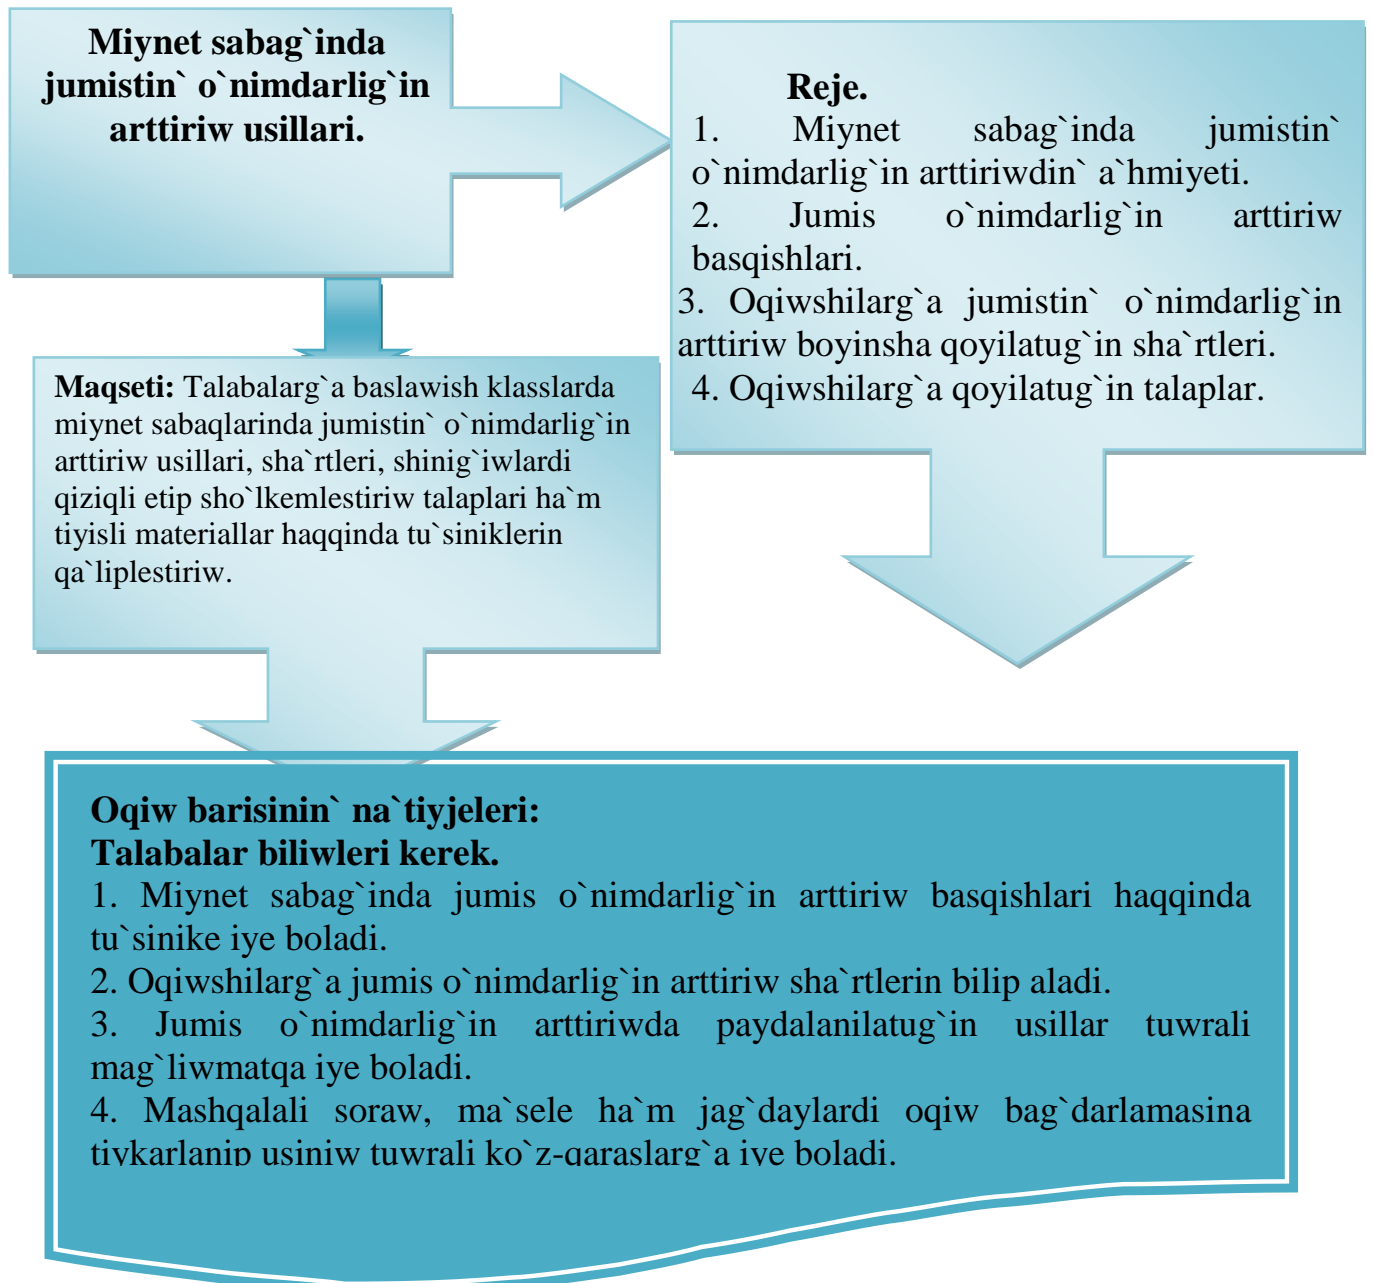 Miynet sabag`inda
jumistin` o`nimdarlig`in
arttiriw usillari.
Reje.
1. Miynet sabag`inda jumistin`
o`nimdarlig`in arttiriwdin` a`hmiyeti.
2. Jumis o`nimdarlig`in arttiriw
basqishlari.
3. Oqiwshilarg`a jumistin` o`nimdarlig`in
arttiriw boyinsha qoyilatug`in sha`rtleri.
4. Oqiwshilarg`a qoyilatug`in talaplar.
Maqseti: Talabalarg`a baslawish klasslarda
miynet sabaqlarinda jumistin` o`nimdarlig`in
arttiriw usillari, sha`rtleri, shinig`iwlardi
qiziqli etip sho`lkemlestiriw talaplari ha`m
tiyisli materiallar haqqinda tu`siniklerin
qa`liplestiriw.
Oqiw barisinin` na`tiyjeleri:
Talabalar biliwleri kerek.
1. Miynet sabag`inda jumis o`nimdarlig`in arttiriw basqishlari haqqinda
tu`sinike iye boladi.
2. Oqiwshilarg`a jumis o`nimdarlig`in arttiriw sha`rtlerin bilip aladi.
3. Jumis o`nimdarlig`in arttiriwda paydalanilatug`in usillar tuwrali
mag`liwmatqa iye boladi.
4. Mashqalali soraw, ma`sele ha`m jag`daylardi oqiw bag`darlamasina
tiykarlanip usiniw tuwrali ko`z-qaraslarg`a iye boladi.